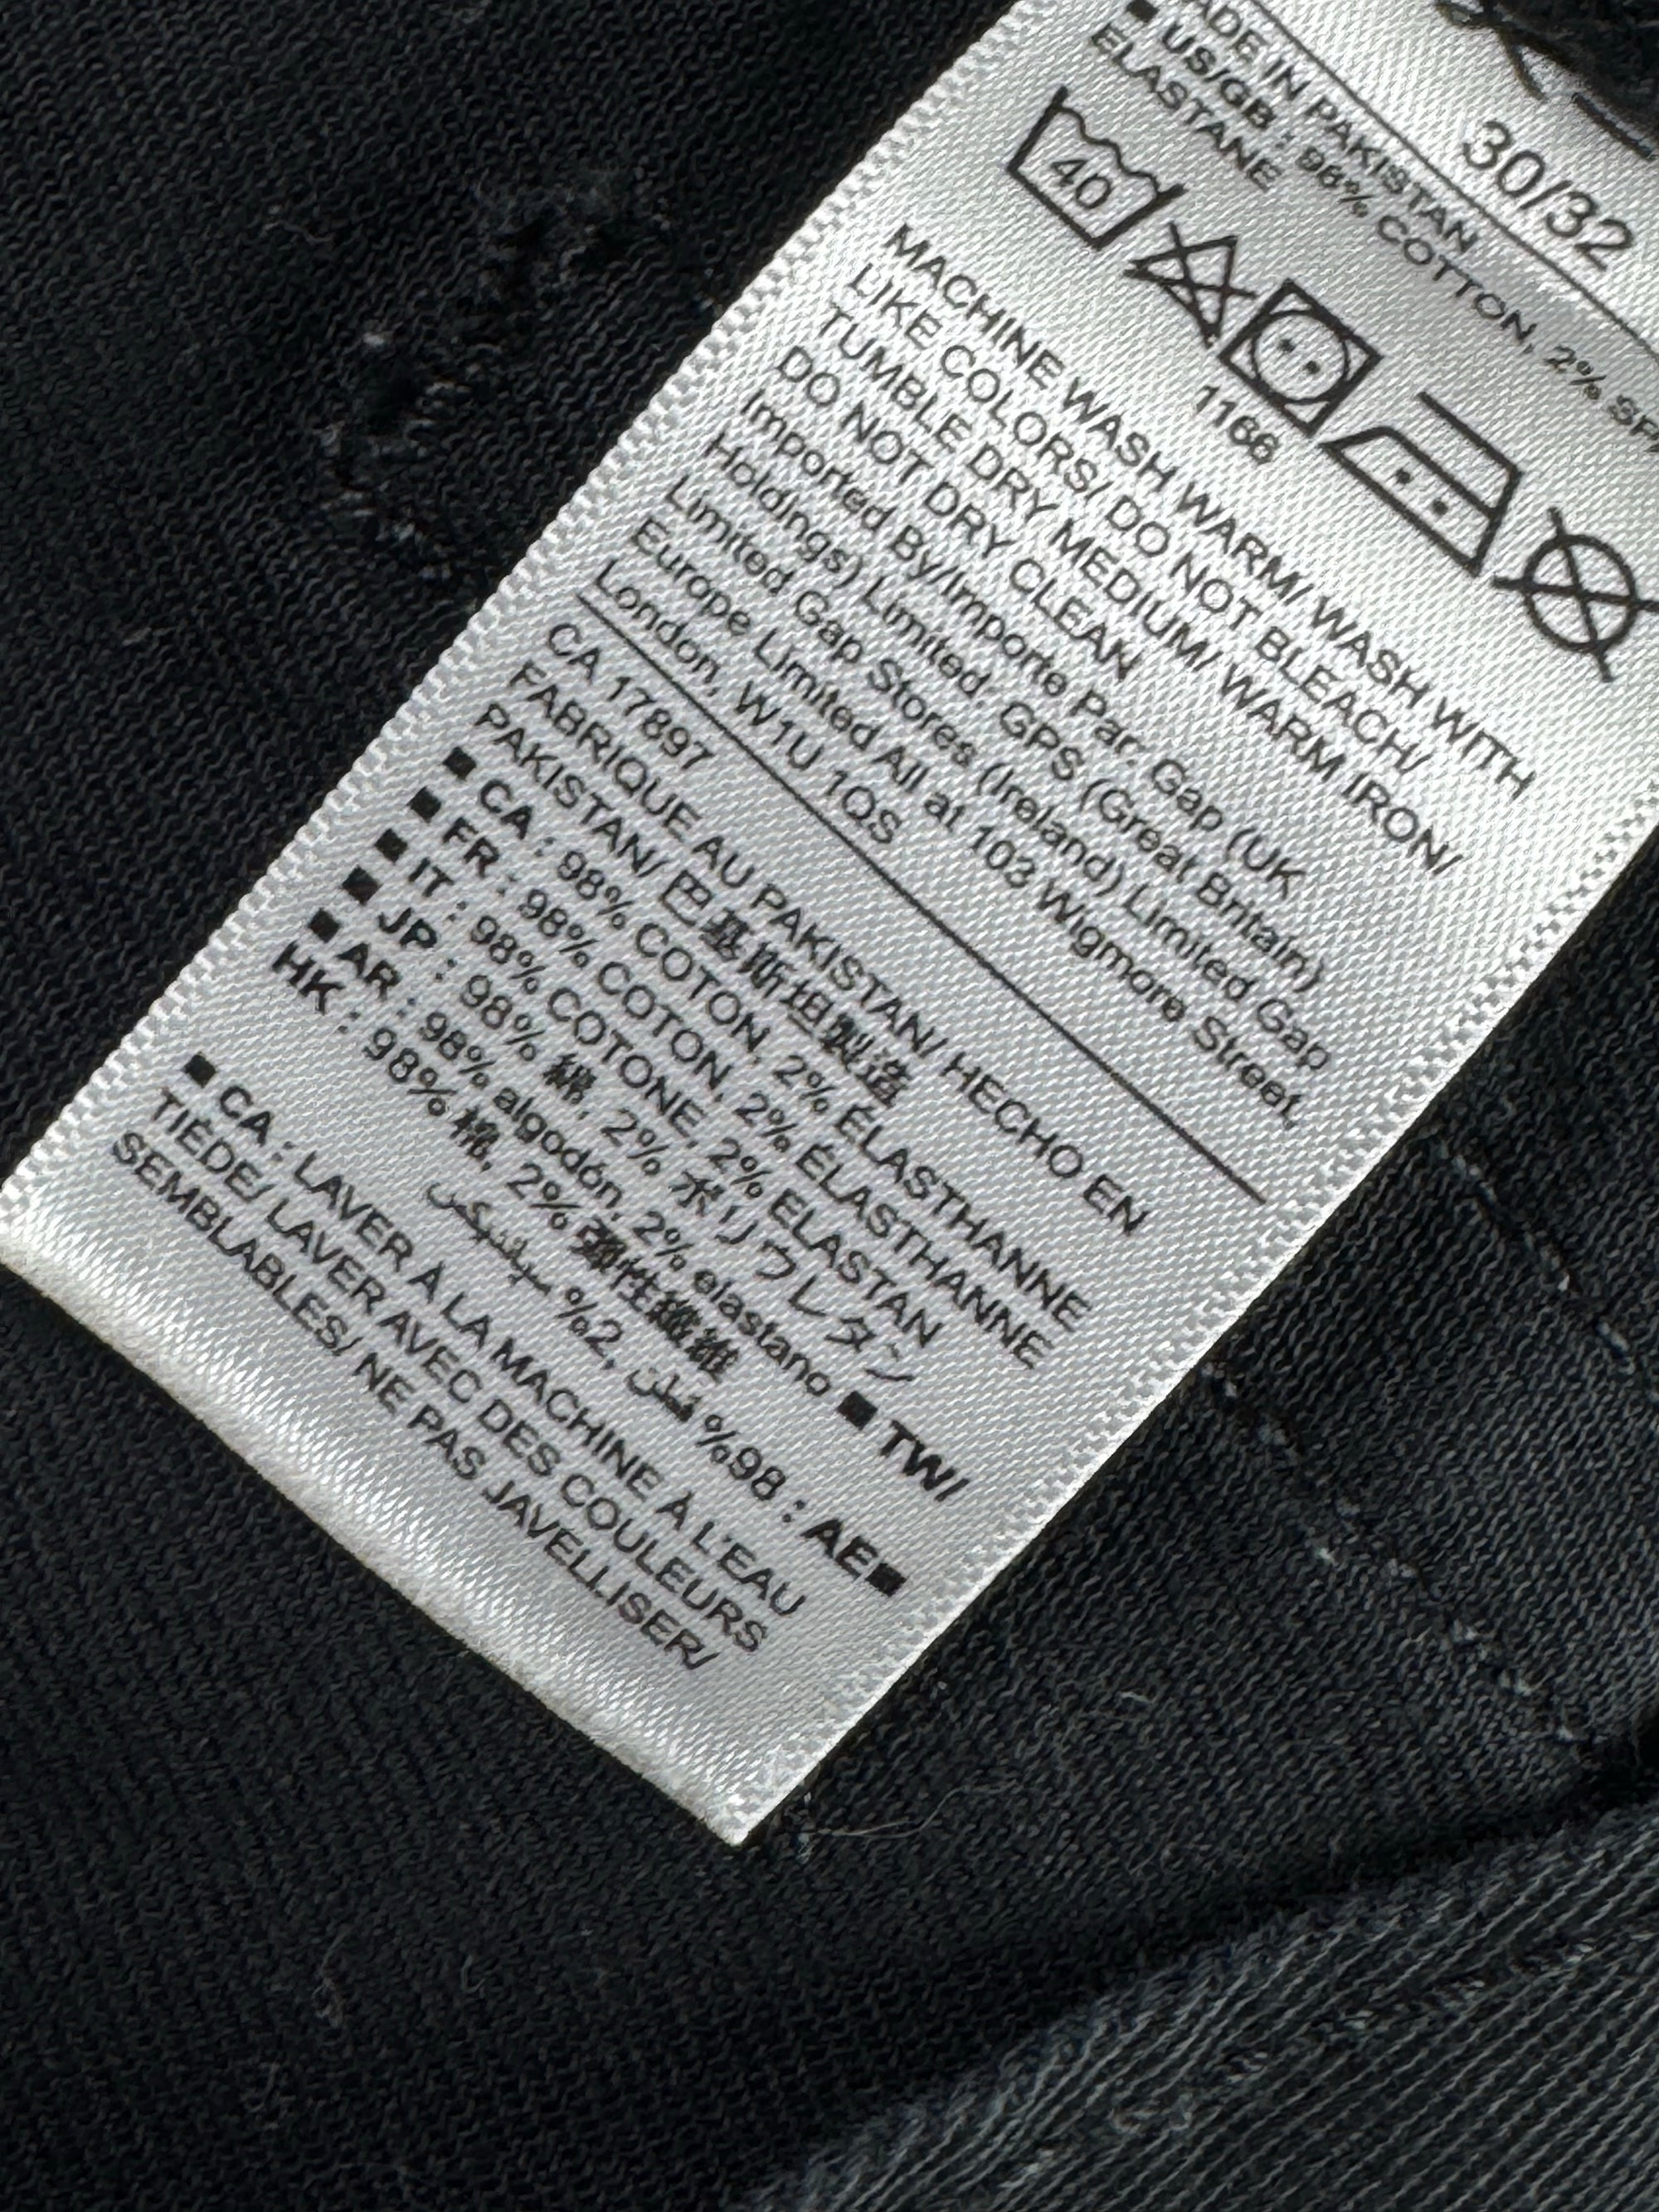 30/32
ADE IN PAKISTAN
■ US/GB : 98% COTTON, 2% SPA
ELASTANE
40
1166
MACHINE WASH WARM/ WASH WITH
LIKE COLORS/ DO NOT BLEACH/
TUMBLE DRY MEDIUM/ WARM IRON/
DO NOT DRY CLEAN
Imported By/Importe Par: Gap (UK
Holdings) Limited, GPS (Great Britain)
Limited Gap Stores (Ireland) Limited Gap
Europe Limited All at 103 Wigmore Street,
London, W1U 1QS
CA 17897
FABRIQUE AU PAKISTAN/ HECHO EN
PAKISTAN/ 巴基斯坦製造
■ CA : 98% COTON, 2% ÉLASTHANNE
■ FR : 98% COTON, 2% ÉLASTHANNE
■ IT : 98% COTONE, 2% ELASTAN
■ JP : 98% 綿, 2% ポリウレタン
■ AR : 98% algodón, 2% elastano ■ TW/
HK : 98% 棉, 2% 彈性纖維
■AE : 98% قطن, 2% سباندكس
■ CA : LAVER À LA MACHINE À L'EAU
TIÈDE/ LAVER AVEC DES COULEURS
SEMBLABLES/ NE PAS JAVELLISER/